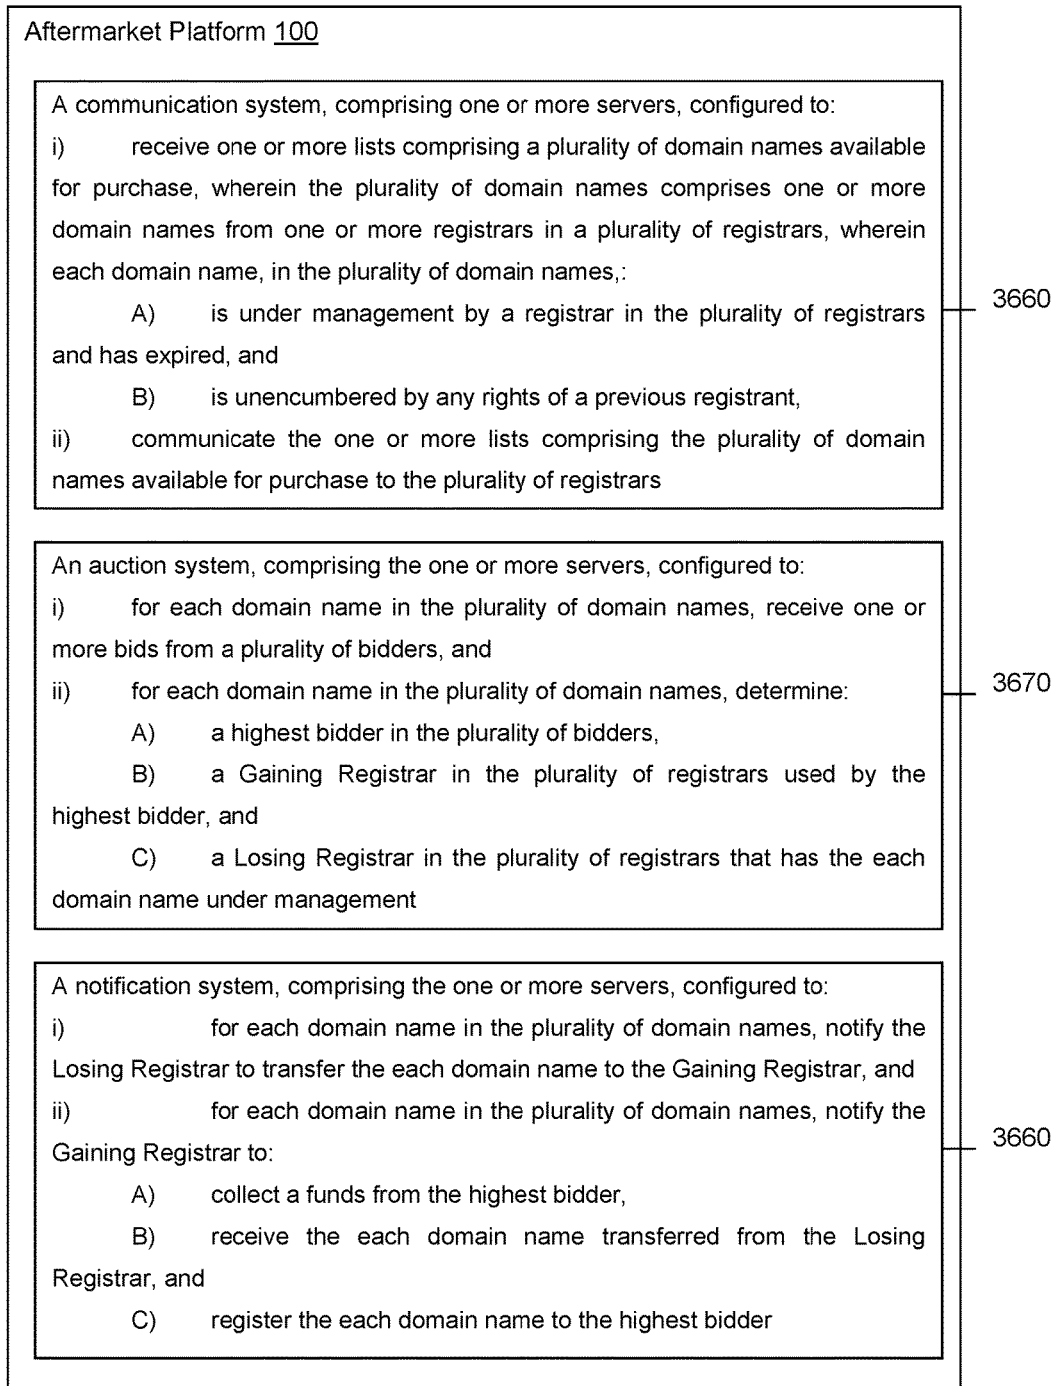 Aftermarket Platform 100
A communication system, comprising one or more servers, configured to:
i) receive one or more lists comprising a plurality of domain names available
for purchase, wherein the plurality of domain names comprises one or more
domain names from one or more registrars in a plurality of registrars, wherein
each domain name, in the plurality of domain names,:
A) is under management by a registrar in the plurality of registrars
and has expired, and
B) is unencumbered by any rights of a previous registrant,
ii) communicate the one or more lists comprising the plurality of domain
names available for purchase to the plurality of registrars
3660
An auction system, comprising the one or more servers, configured to:
i) for each domain name in the plurality of domain names, receive one or
more bids from a plurality of bidders, and
ii) for each domain name in the plurality of domain names, determine:
A) a highest bidder in the plurality of bidders,
B) a Gaining Registrar in the plurality of registrars used by the
highest bidder, and
C) a Losing Registrar in the plurality of registrars that has the each
domain name under management
3670
A notification system, comprising the one or more servers, configured to:
i) for each domain name in the plurality of domain names, notify the
Losing Registrar to transfer the each domain name to the Gaining Registrar, and
ii) for each domain name in the plurality of domain names, notify the
Gaining Registrar to:
A) collect a funds from the highest bidder,
B) receive the each domain name transferred from the Losing
Registrar, and
C) register the each domain name to the highest bidder
3660